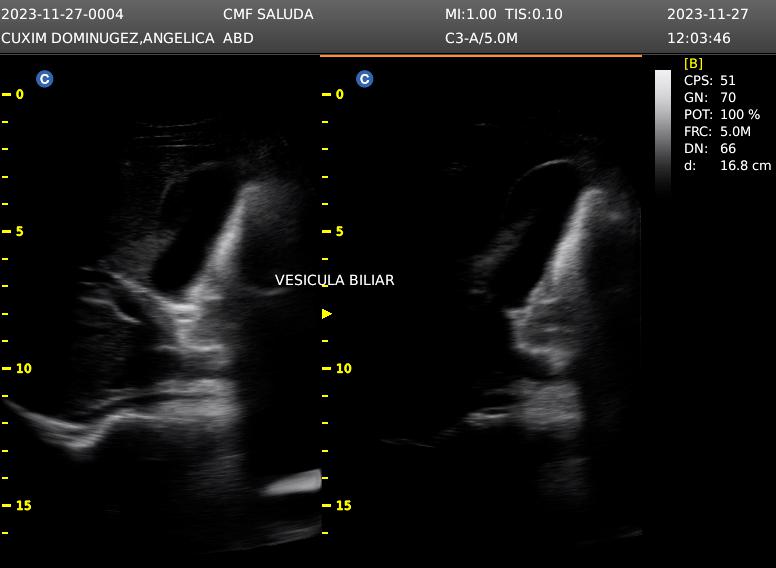 2023-11-27-0004 CMF SALUDA MI:1.00 TIS:0.10 2023-11-27
CUXIM DOMINUGEZ,ANGELICA ABD C3-A/5.0M 12:03:46
C
C
[B]
CPS: 51
GN: 70
POT: 100 %
FRC: 5.0M
DN: 66
d: 16.8 cm
0
5
10
15
0
5
10
15
VESICULA BILIAR